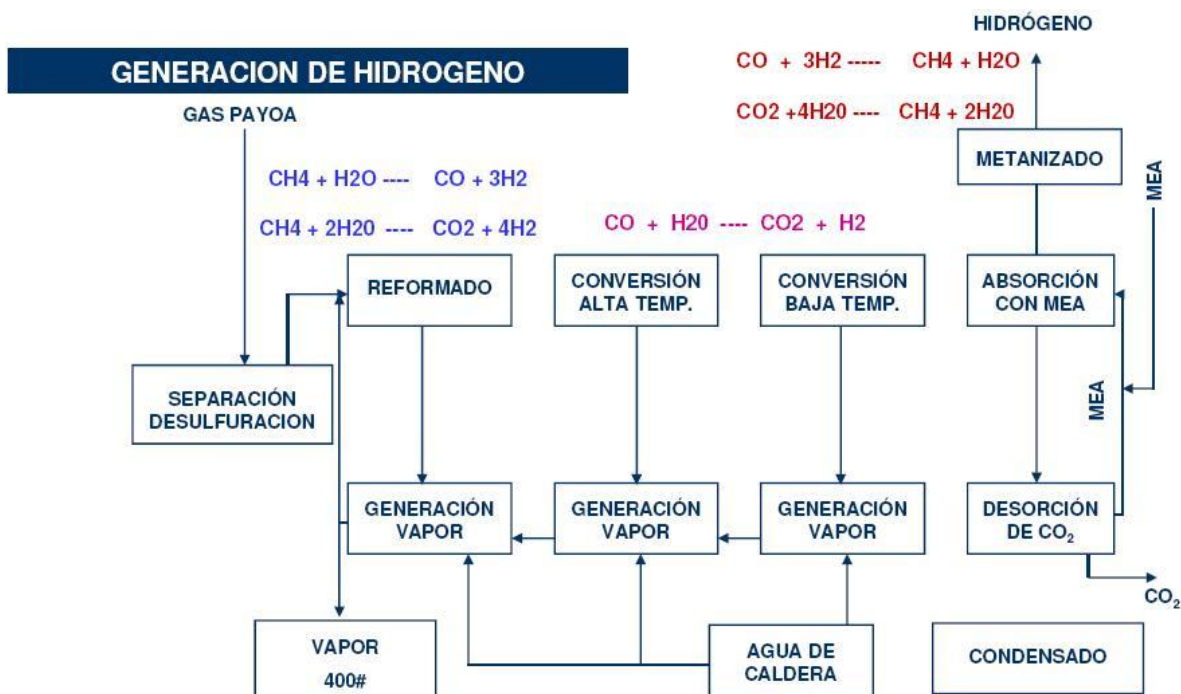 HIDRÓGENO
GENERACION DE HIDROGENO
CO + 3H2 ----- CH4 + H2O
GAS PAYOA
CO2 +4H20 ---- CH4 + 2H20
METANIZADO
MEA
CH4 + H2O ---- CO + 3H2
CH4 + 2H20 ---- CO2 + 4H2
CO + H20 ---- CO2 + H2
REFORMADO
CONVERSIÓN
ALTA TEMP.
CONVERSIÓN
BAJA TEMP.
ABSORCIÓN
CON MEA
SEPARACIÓN
DESULFURACION
MEA
GENERACIÓN
VAPOR
GENERACIÓN
VAPOR
GENERACIÓN
VAPOR
DESORCIÓN
DE CO₂
CO₂
VAPOR
400#
AGUA DE
CALDERA
CONDENSADO